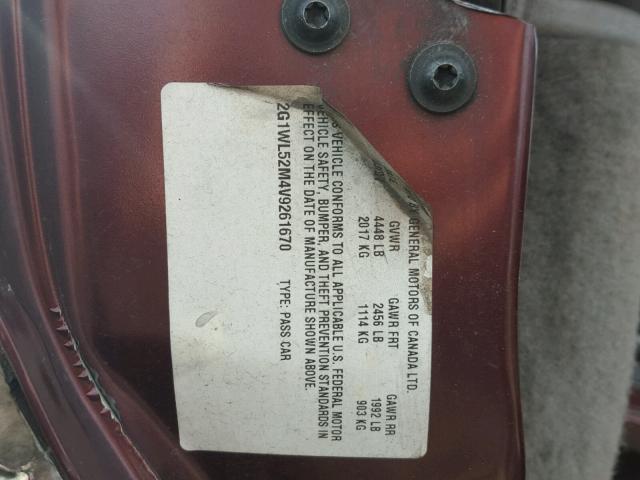 BY GENERAL MOTORS OF CANADA LTD.
GVWR GAWR FRT GAWR RR
4448 LB 2456 LB 1992 LB
2017 KG 1114 KG 903 KG
VEHICLE CONFORMS TO ALL APPLICABLE U.S. FEDERAL MOTOR
VEHICLE SAFETY, BUMPER, AND THEFT PREVENTION STANDARDS IN
EFFECT ON THE DATE OF MANUFACTURE SHOWN ABOVE.
2G1WL52M4V9261670 TYPE: PASS CAR